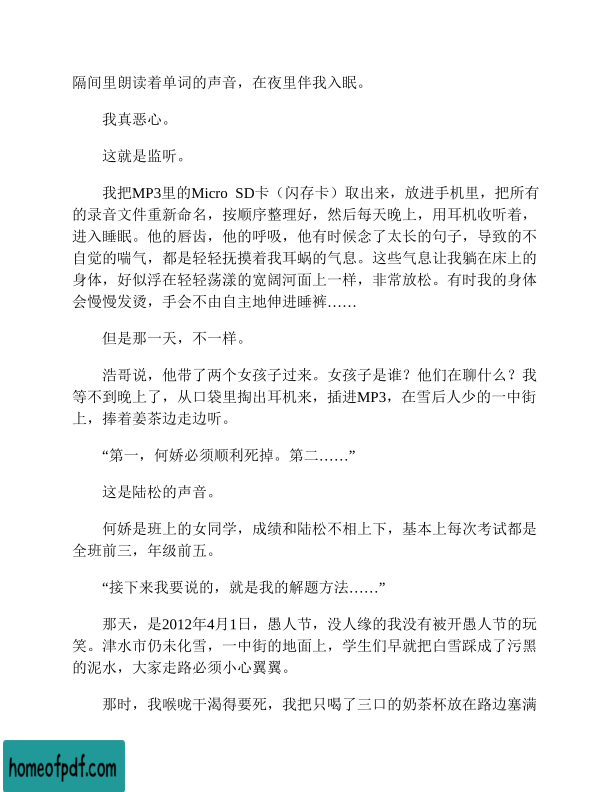 隔间里朗读着单词的声音，在夜里伴我入眠。
我真恶心。
这就是监听。
我把MP3里的Micro SD卡（闪存卡）取出来，放进手机里，把所有
的录音文件重新命名，按顺序整理好，然后每天晚上，用耳机收听着，
进入睡眠。他的唇齿，他的呼吸，他有时候念了太长的句子，导致的不
自觉的喘气，都是轻轻抚摸着我耳蜗的气息。这些气息让我躺在床上的
身体，好似浮在轻轻荡漾的宽阔河面上一样，非常放松。有时我的身体
会慢慢发烫，手会不由自主地伸进睡裤……
但是那一天，不一样。
浩哥说，他带了两个女孩子过来。女孩子是谁？他们在聊什么？我
等不到晚上了，从口袋里掏出耳机来，插进MP3，在雪后人少的一中街
上，捧着姜茶边走边听。
“第一，何娇必须顺利死掉。第二……”
这是陆松的声音。
何娇是班上的女同学，成绩和陆松不相上下，基本上每次考试都是
全班前三，年级前五。
“接下来我要说的，就是我的解题方法……”
那天，是2012年4月1日，愚人节，没人缘的我没有被开愚人节的玩
笑。津水市仍未化雪，一中街的地面上，学生们早就把白雪踩成了污黑
的泥水，大家走路必须小心翼翼。
那时，我喉咙干渴得要死，我把只喝了三口的奶茶杯放在路边塞满
homeofpdf.com